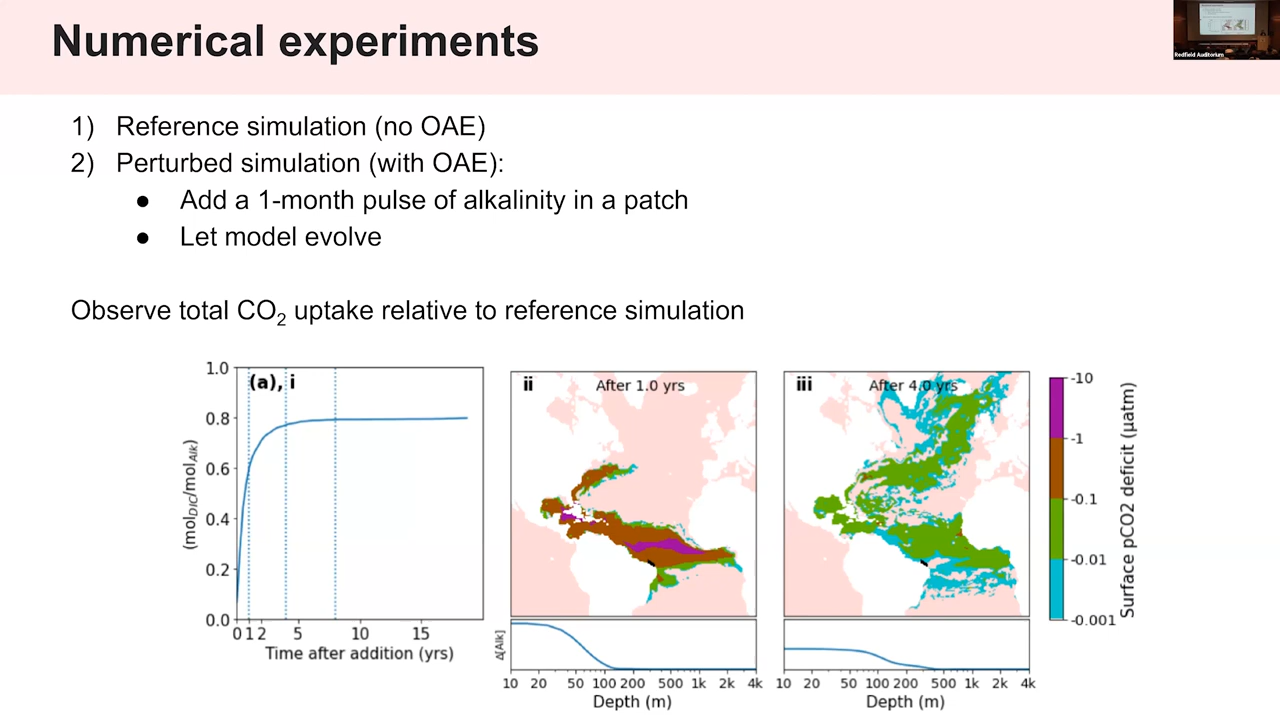 Numerical experiments
Redfield Auditorium
1) Reference simulation (no OAE)
2) Perturbed simulation (with OAE):
● Add a 1-month pulse of alkalinity in a patch
● Let model evolve
Observe total CO₂ uptake relative to reference simulation
(a), i
(mol_DIC/mol_Alk)
1.0
0.8
0.6
0.4
0.2
0.0
0 1 2 5 10 15
Time after addition (yrs)
ii After 1.0 yrs
Δ[Alk]
10 20 50 100 200 500 1k 2k 4k
Depth (m)
iii After 4.0 yrs
10 20 50 100 200 500 1k 2k 4k
Depth (m)
-10
-1
-0.1
-0.01
-0.001
Surface pCO2 deficit (μatm)